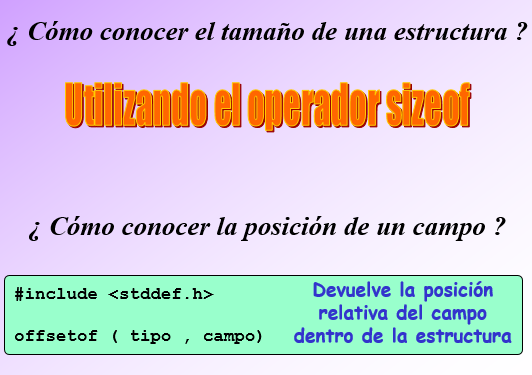 ¿ Cómo conocer el tamaño de una estructura ?
Utilizando el operador sizeof
¿ Cómo conocer la posición de un campo ?
#include <stddef.h>
offsetof ( tipo , campo)
Devuelve la posición
relativa del campo
dentro de la estructura